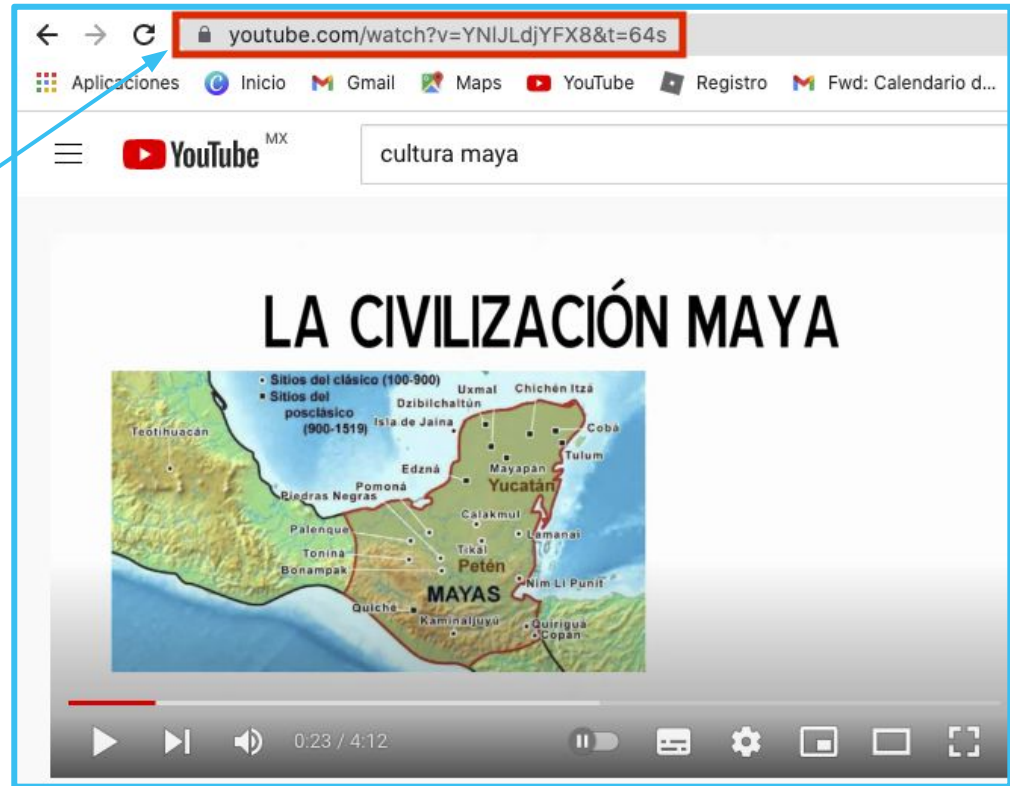 youtube.com/watch?v=YNlJLdjYFX8&t=64s
Aplicaciones Inicio Gmail Maps YouTube Registro Fwd: Calendario d...
YouTube MX cultura maya
LA CIVILIZACIÓN MAYA
• Sitios del clásico (100-900)
▪ Sitios del
posclásico
(900-1519)
Uxmal
Chichén Itzá
Dzibilchaltún
Isla de Jaina
Cobá
Teotihuacán
Tulum
Edzná
Mayapán
Yucatán
Pomoná
Piedras Negras
Calakmul
Palenque
Lamanai
Tikal
Toniná
Petén
Bonampak
Nim Li Punit
MAYAS
Quiché
Kaminaljuyú
Quiriguá
Copán
0:23 / 4:12